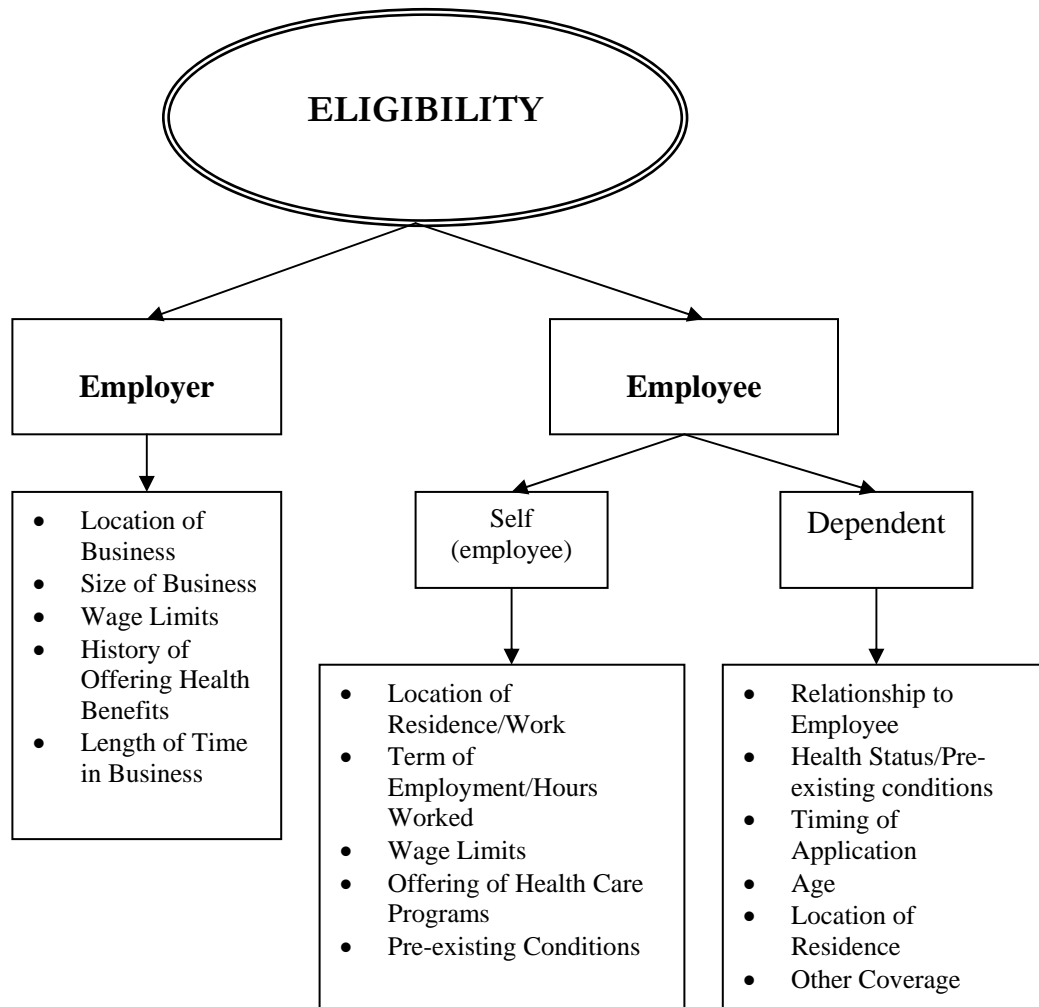 ELIGIBILITY
Employer
Employee
• Location of
Business
• Size of Business
• Wage Limits
• History of
Offering Health
Benefits
• Length of Time
in Business
Self
(employee)
Dependent
• Location of
Residence/Work
• Term of
Employment/Hours
Worked
• Wage Limits
• Offering of Health Care
Programs
• Pre-existing Conditions
• Relationship to
Employee
• Health Status/Pre-
existing conditions
• Timing of
Application
• Age
• Location of
Residence
• Other Coverage